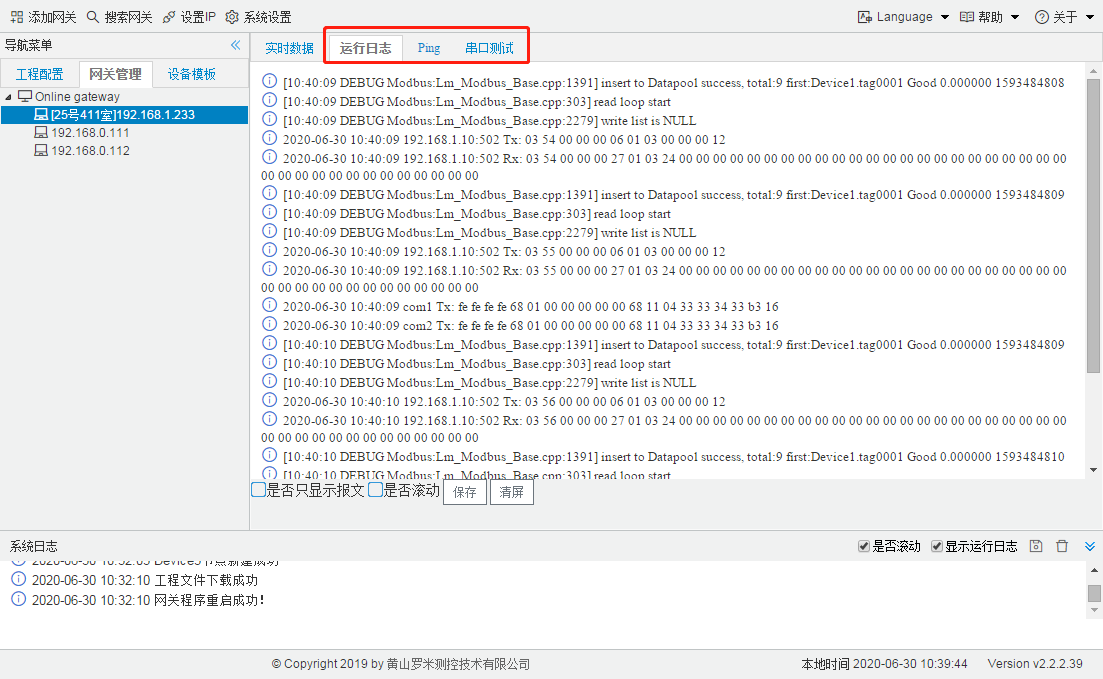 添加网关 搜索网关 设置IP 系统设置 Language 帮助 关于
导航菜单
工程配置 网关管理 设备模板
Online gateway
[25号411室]192.168.1.233
192.168.0.111
192.168.0.112
实时数据 运行日志 Ping 串口测试
[10:40:09 DEBUG Modbus:Lm_Modbus_Base.cpp:1391] insert to Datapool success, total:9 first:Device1.tag0001 Good 0.000000 1593484808
[10:40:09 DEBUG Modbus:Lm_Modbus_Base.cpp:303] read loop start
[10:40:09 DEBUG Modbus:Lm_Modbus_Base.cpp:2279] write list is NULL
2020-06-30 10:40:09 192.168.1.10:502 Tx: 03 54 00 00 00 06 01 03 00 00 00 12
2020-06-30 10:40:09 192.168.1.10:502 Rx: 03 54 00 00 00 27 01 03 24 00 00 00 00 00 00 00 00 00 00 00 00 00 00 00 00 00 00 00 00 00 00 00
00 00 00 00 00 00 00 00 00 00 00 00 00
[10:40:09 DEBUG Modbus:Lm_Modbus_Base.cpp:1391] insert to Datapool success, total:9 first:Device1.tag0001 Good 0.000000 1593484809
[10:40:09 DEBUG Modbus:Lm_Modbus_Base.cpp:303] read loop start
[10:40:09 DEBUG Modbus:Lm_Modbus_Base.cpp:2279] write list is NULL
2020-06-30 10:40:09 192.168.1.10:502 Tx: 03 55 00 00 00 06 01 03 00 00 00 12
2020-06-30 10:40:09 192.168.1.10:502 Rx: 03 55 00 00 00 27 01 03 24 00 00 00 00 00 00 00 00 00 00 00 00 00 00 00 00 00 00 00 00 00 00 00
00 00 00 00 00 00 00 00 00 00 00 00 00
2020-06-30 10:40:09 com1 Tx: fe fe fe fe 68 01 00 00 00 00 00 68 11 04 33 33 34 33 b3 16
2020-06-30 10:40:09 com2 Tx: fe fe fe fe 68 01 00 00 00 00 00 68 11 04 33 33 34 33 b3 16
[10:40:10 DEBUG Modbus:Lm_Modbus_Base.cpp:1391] insert to Datapool success, total:9 first:Device1.tag0001 Good 0.000000 1593484809
[10:40:10 DEBUG Modbus:Lm_Modbus_Base.cpp:303] read loop start
[10:40:10 DEBUG Modbus:Lm_Modbus_Base.cpp:2279] write list is NULL
2020-06-30 10:40:10 192.168.1.10:502 Tx: 03 56 00 00 00 06 01 03 00 00 00 12
2020-06-30 10:40:10 192.168.1.10:502 Rx: 03 56 00 00 00 27 01 03 24 00 00 00 00 00 00 00 00 00 00 00 00 00 00 00 00 00 00 00 00 00 00 00
00 00 00 00 00 00 00 00 00 00 00 00 00
[10:40:10 DEBUG Modbus:Lm_Modbus_Base.cpp:1391] insert to Datapool success, total:9 first:Device1.tag0001 Good 0.000000 1593484810
[10:40:10 DEBUG Modbus:Lm_Modbus_Base.cpp:303] read loop start
是否只显示报文 是否滚动 保存 清屏
系统日志 是否滚动 显示运行日志
2020-06-30 10:32:05 Device3节点新建成功
2020-06-30 10:32:10 工程文件下载成功
2020-06-30 10:32:10 网关程序重启成功!
© Copyright 2019 by 黄山罗米测控技术有限公司 本地时间 2020-06-30 10:39:44 Version v2.2.2.39